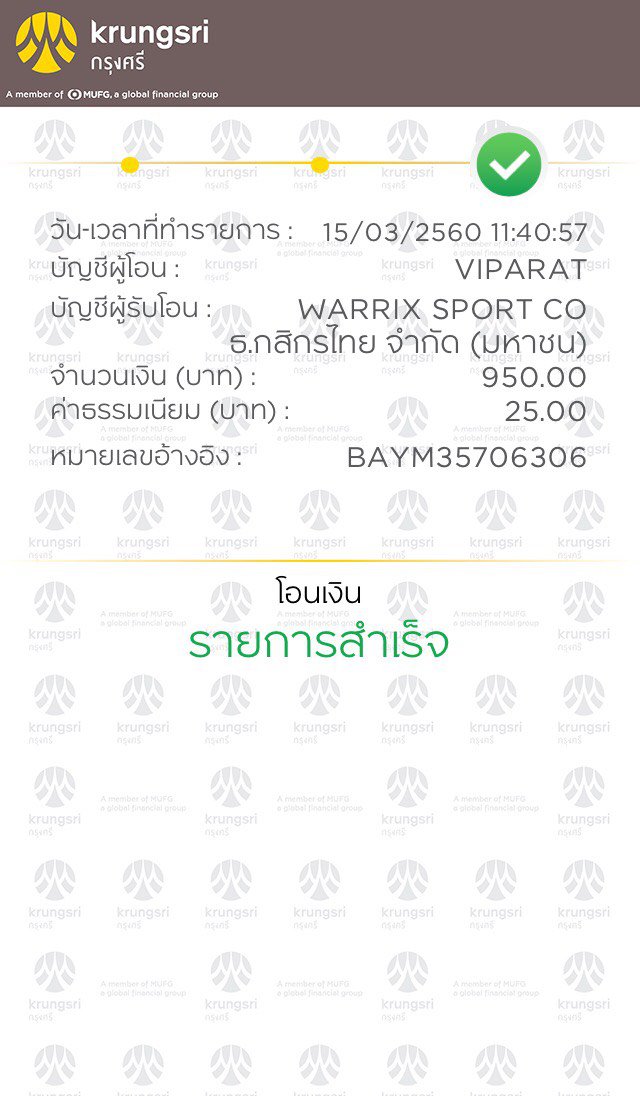 krungsri
กรุงศรี
A member of MUFG, a global financial group
วัน-เวลาที่ทำรายการ : 15/03/2560 11:40:57
บัญชีผู้โอน : VIPARAT
บัญชีผู้รับโอน : WARRIX SPORT CO
ธ.กสิกรไทย จำกัด (มหาชน)
จำนวนเงิน (บาท) : 950.00
ค่าธรรมเนียม (บาท) : 25.00
หมายเลขอ้างอิง : BAYM35706306
โอนเงิน
รายการสำเร็จ